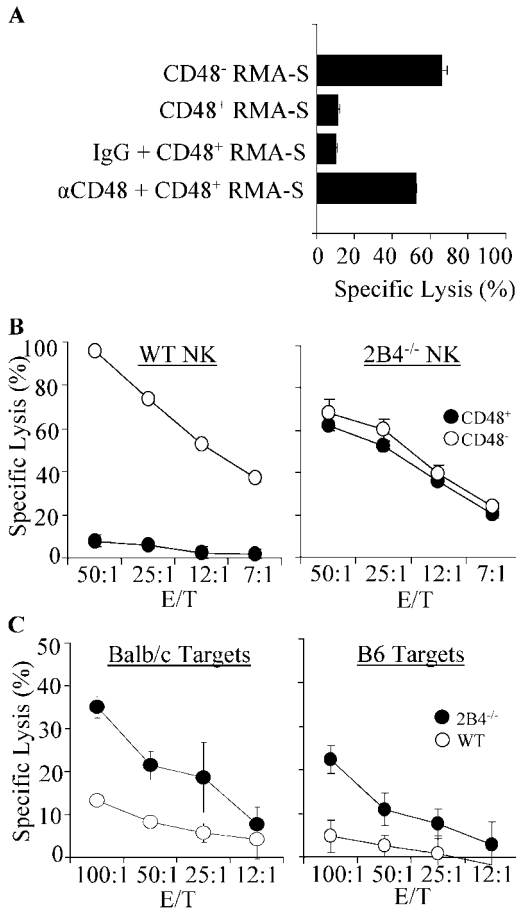 A
CD48- RMA-S
CD48+ RMA-S
IgG + CD48+ RMA-S
αCD48 + CD48+ RMA-S
0 20 40 60 80 100
Specific Lysis (%)
B
WT NK
2B4-/- NK
100
80
60
40
20
0
Specific Lysis (%)
CD48+
CD48-
50:1 25:1 12:1 7:1
E/T
50:1 25:1 12:1 7:1
E/T
C
Balb/c Targets
B6 Targets
50
40
30
20
10
0
Specific Lysis (%)
2B4-/-
WT
100:1 50:1 25:1 12:1
E/T
100:1 50:1 25:1 12:1
E/T